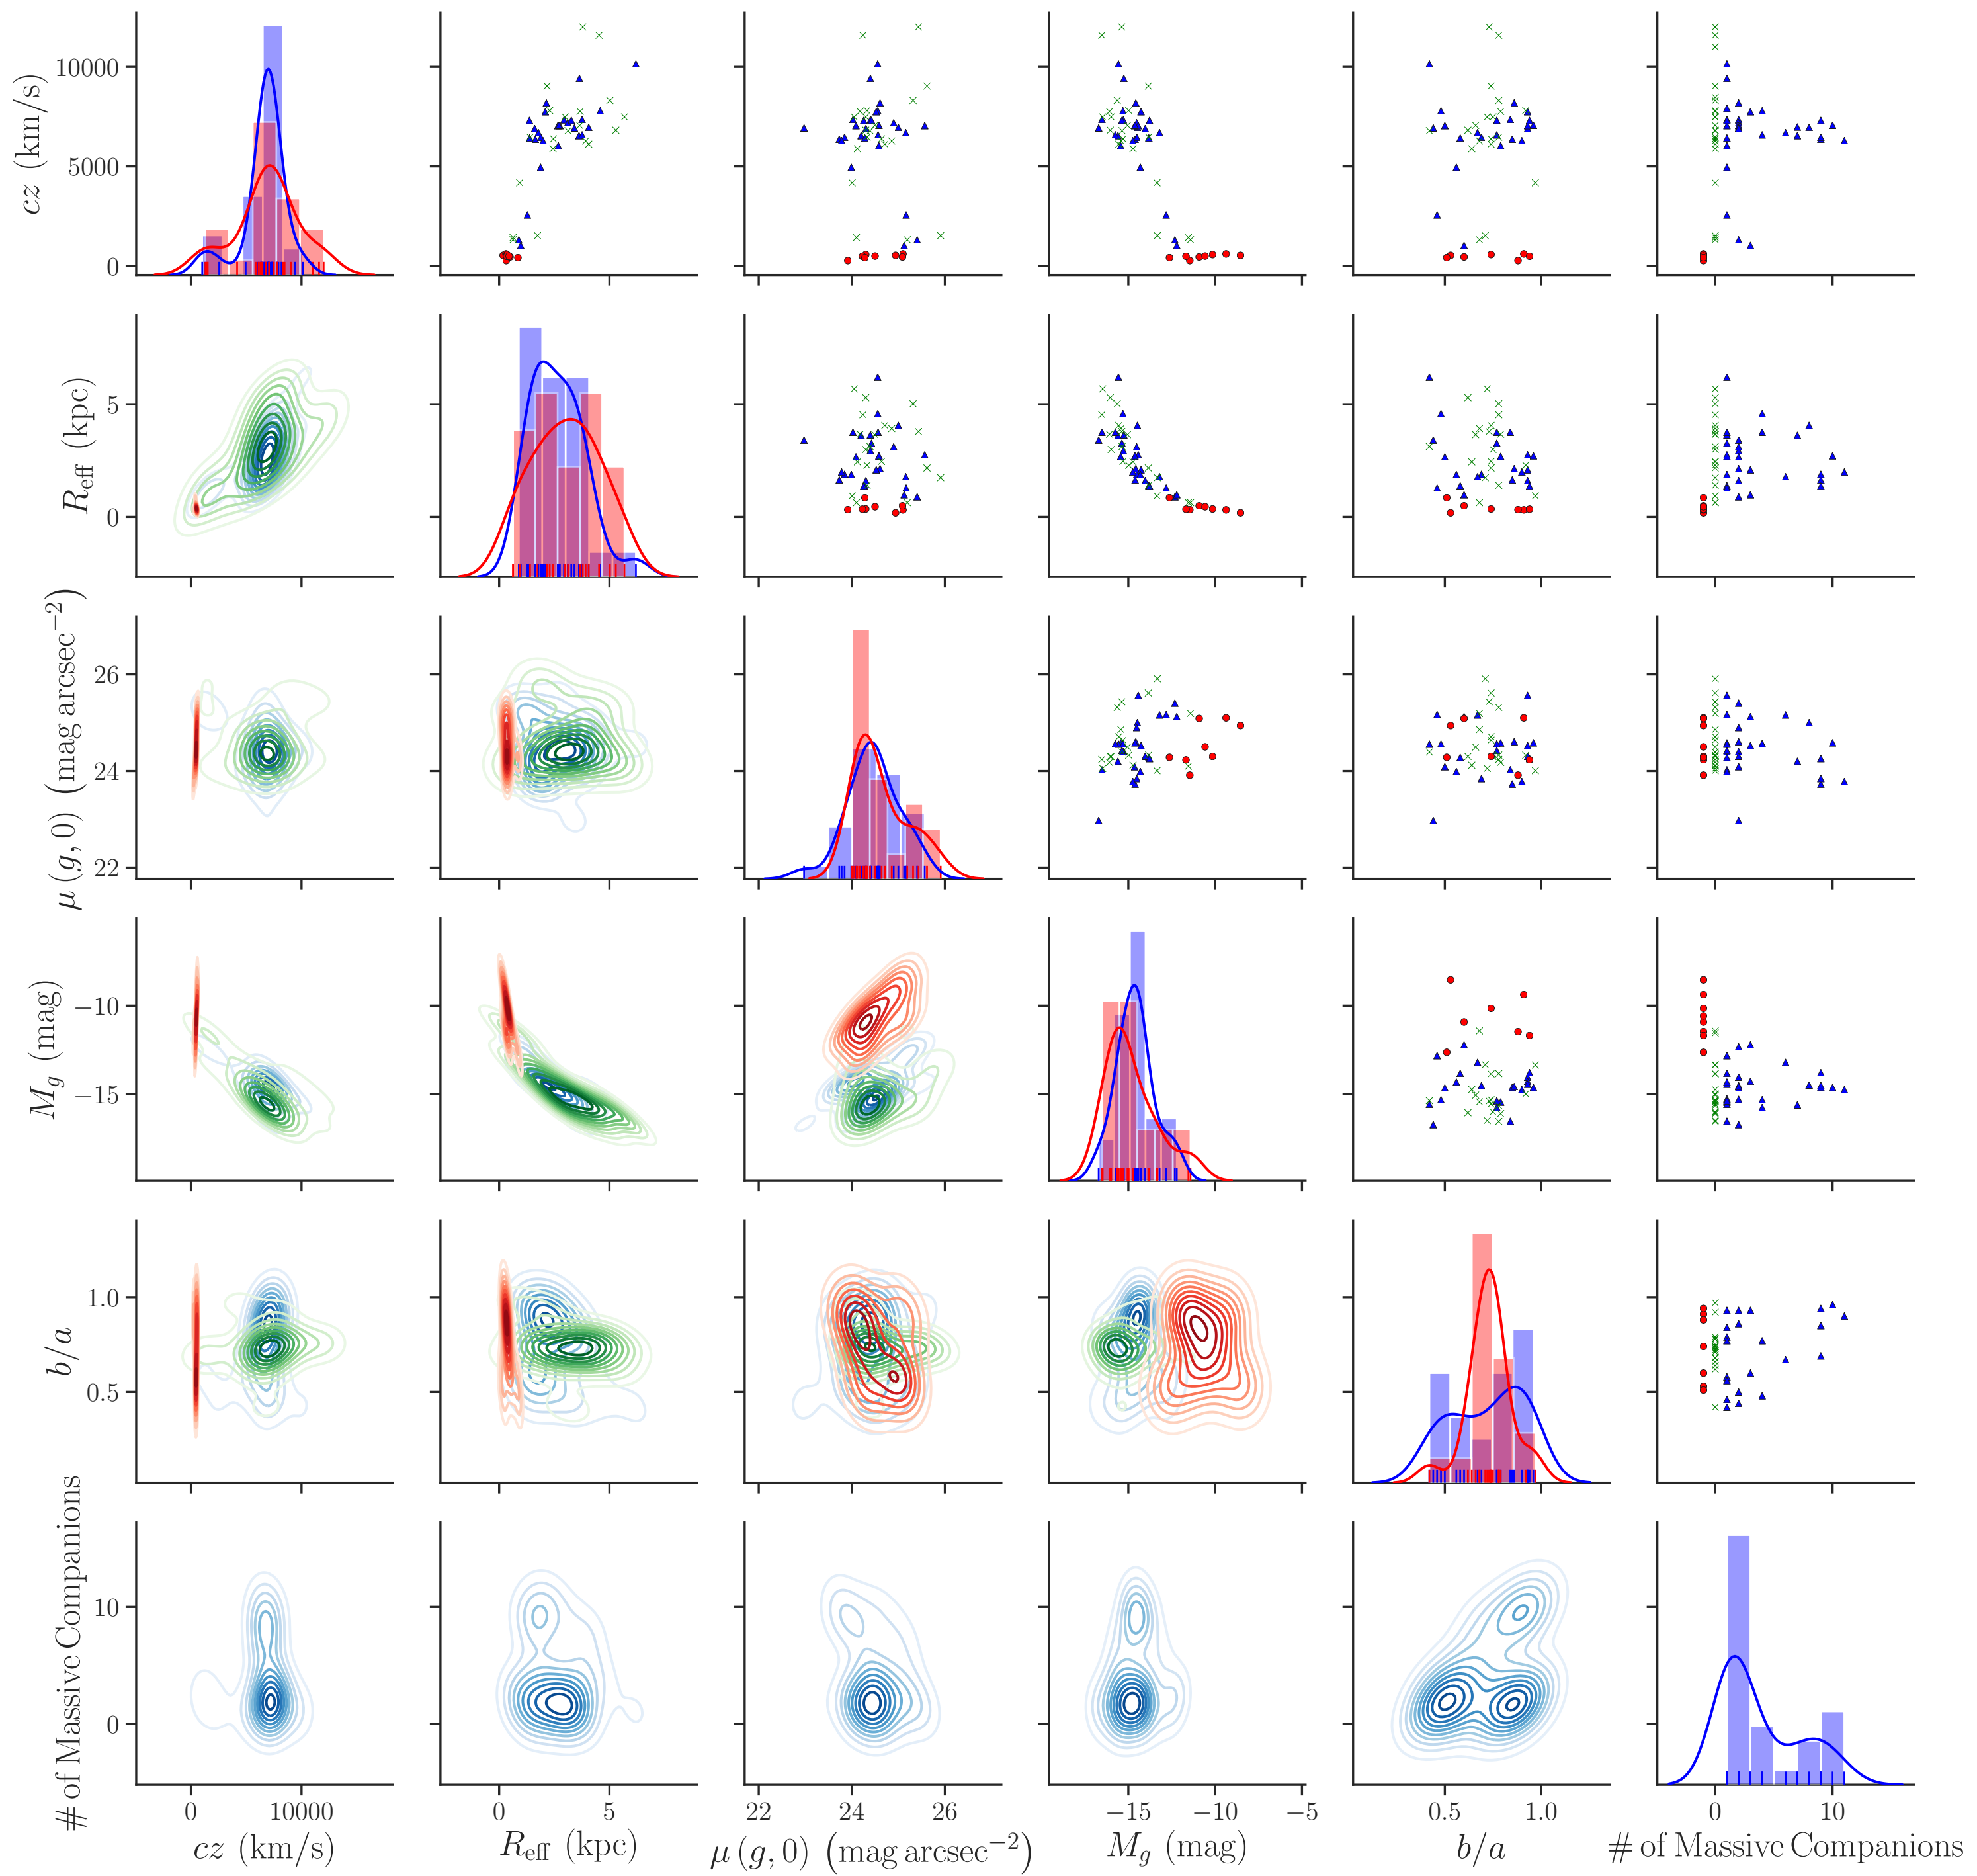 cz (km/s)
10000
5000
0
R_eff (kpc)
5
0
μ(g,0) (mag arcsec⁻²)
26
24
22
M_g (mag)
−10
−15
b/a
1.0
0.5
# of Massive Companions
10
0
0 10000
0 5
22 24 26
−15 −10 −5
0.5 1.0
0 10
cz (km/s)
R_eff (kpc)
μ(g,0) (mag arcsec⁻²)
M_g (mag)
b/a
# of Massive Companions